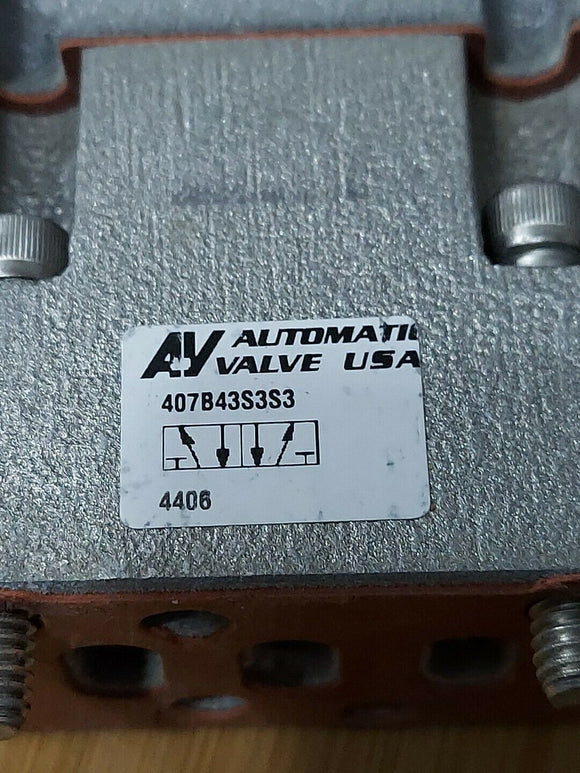 AV AUTOMATIC
VALVE USA
407B43S3S3
4406